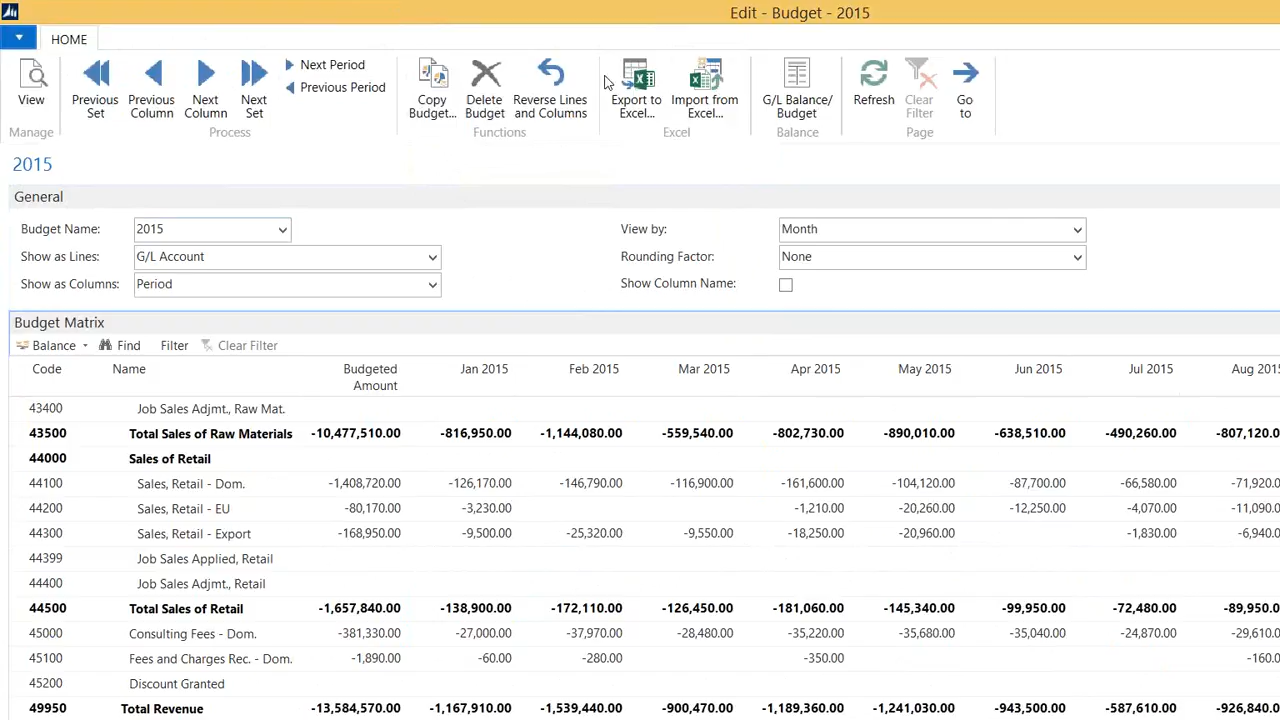 Edit - Budget - 2015
HOME
View
Previous Set
Previous Column
Next Column
Next Set
Next Period
Previous Period
Copy Budget...
Delete Budget
Reverse Lines and Columns
Export to Excel...
Import from Excel...
G/L Balance/ Budget
Refresh
Clear Filter
Go to
Manage Process Functions Excel Balance Page
2015
General
Budget Name: 2015 View by: Month
Show as Lines: G/L Account Rounding Factor: None
Show as Columns: Period Show Column Name:
Budget Matrix
Balance Find Filter Clear Filter
Code Name Budgeted Amount Jan 2015 Feb 2015 Mar 2015 Apr 2015 May 2015 Jun 2015 Jul 2015 Aug 2015
43400 Job Sales Adjmt., Raw Mat.
43500 Total Sales of Raw Materials -10,477,510.00 -816,950.00 -1,144,080.00 -559,540.00 -802,730.00 -890,010.00 -638,510.00 -490,260.00 -807,120.0
44000 Sales of Retail
44100 Sales, Retail - Dom. -1,408,720.00 -126,170.00 -146,790.00 -116,900.00 -161,600.00 -104,120.00 -87,700.00 -66,580.00 -71,920.0
44200 Sales, Retail - EU -80,170.00 -3,230.00 -1,210.00 -20,260.00 -12,250.00 -4,070.00 -11,090.0
44300 Sales, Retail - Export -168,950.00 -9,500.00 -25,320.00 -9,550.00 -18,250.00 -20,960.00 -1,830.00 -6,940.0
44399 Job Sales Applied, Retail
44400 Job Sales Adjmt., Retail
44500 Total Sales of Retail -1,657,840.00 -138,900.00 -172,110.00 -126,450.00 -181,060.00 -145,340.00 -99,950.00 -72,480.00 -89,950.0
45000 Consulting Fees - Dom. -381,330.00 -27,000.00 -37,970.00 -28,480.00 -35,220.00 -35,680.00 -35,040.00 -24,870.00 -29,610.0
45100 Fees and Charges Rec. - Dom. -1,890.00 -60.00 -280.00 -350.00 -160.0
45200 Discount Granted
49950 Total Revenue -13,584,570.00 -1,167,910.00 -1,539,440.00 -900,470.00 -1,189,360.00 -1,241,030.00 -943,500.00 -587,610.00 -926,840.0